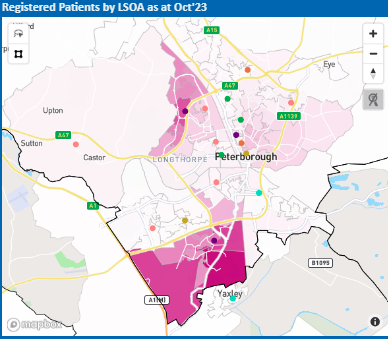 Registered Patients by LSOA as at Oct'23
A15
Eye
A47
Upton
A1139
A47
Sutton
Castor
LONGTHORPE
Peterborough
A1
B1095
A1(M)
Yaxley
mapbox